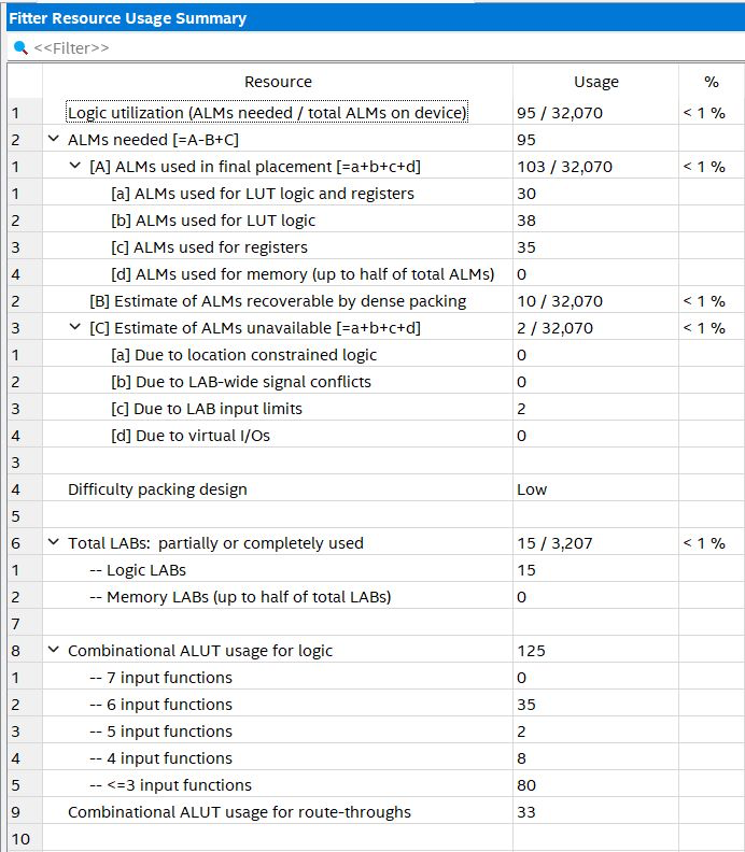 Fitter Resource Usage Summary
<<Filter>>
Resource Usage %
1 Logic utilization (ALMs needed / total ALMs on device) 95 / 32,070 < 1 %
2 ALMs needed [=A-B+C] 95
1 [A] ALMs used in final placement [=a+b+c+d] 103 / 32,070 < 1 %
1 [a] ALMs used for LUT logic and registers 30
2 [b] ALMs used for LUT logic 38
3 [c] ALMs used for registers 35
4 [d] ALMs used for memory (up to half of total ALMs) 0
2 [B] Estimate of ALMs recoverable by dense packing 10 / 32,070 < 1 %
3 [C] Estimate of ALMs unavailable [=a+b+c+d] 2 / 32,070 < 1 %
1 [a] Due to location constrained logic 0
2 [b] Due to LAB-wide signal conflicts 0
3 [c] Due to LAB input limits 2
4 [d] Due to virtual I/Os 0
3
4 Difficulty packing design Low
5
6 Total LABs:  partially or completely used 15 / 3,207 < 1 %
1 -- Logic LABs 15
2 -- Memory LABs (up to half of total LABs) 0
7
8 Combinational ALUT usage for logic 125
1 -- 7 input functions 0
2 -- 6 input functions 35
3 -- 5 input functions 2
4 -- 4 input functions 8
5 -- <=3 input functions 80
9 Combinational ALUT usage for route-throughs 33
10